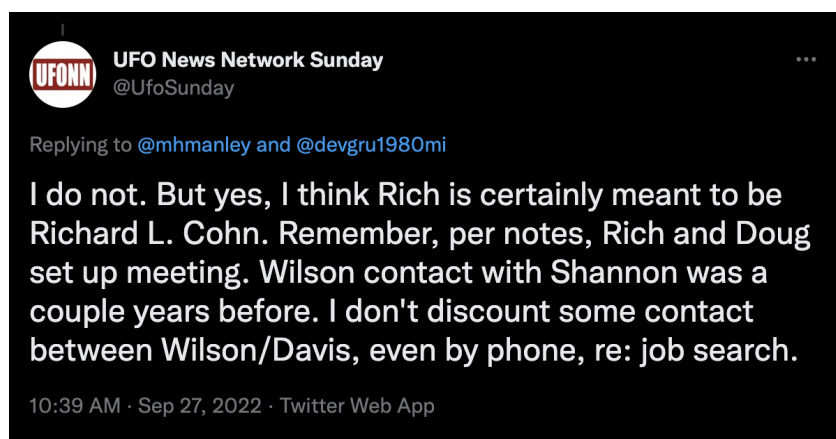 UFONN
UFO News Network Sunday
@UfoSunday
Replying to @mhmanley and @devgru1980mi
I do not. But yes, I think Rich is certainly meant to be
Richard L. Cohn. Remember, per notes, Rich and Doug
set up meeting. Wilson contact with Shannon was a
couple years before. I don't discount some contact
between Wilson/Davis, even by phone, re: job search.
10:39 AM · Sep 27, 2022 · Twitter Web App